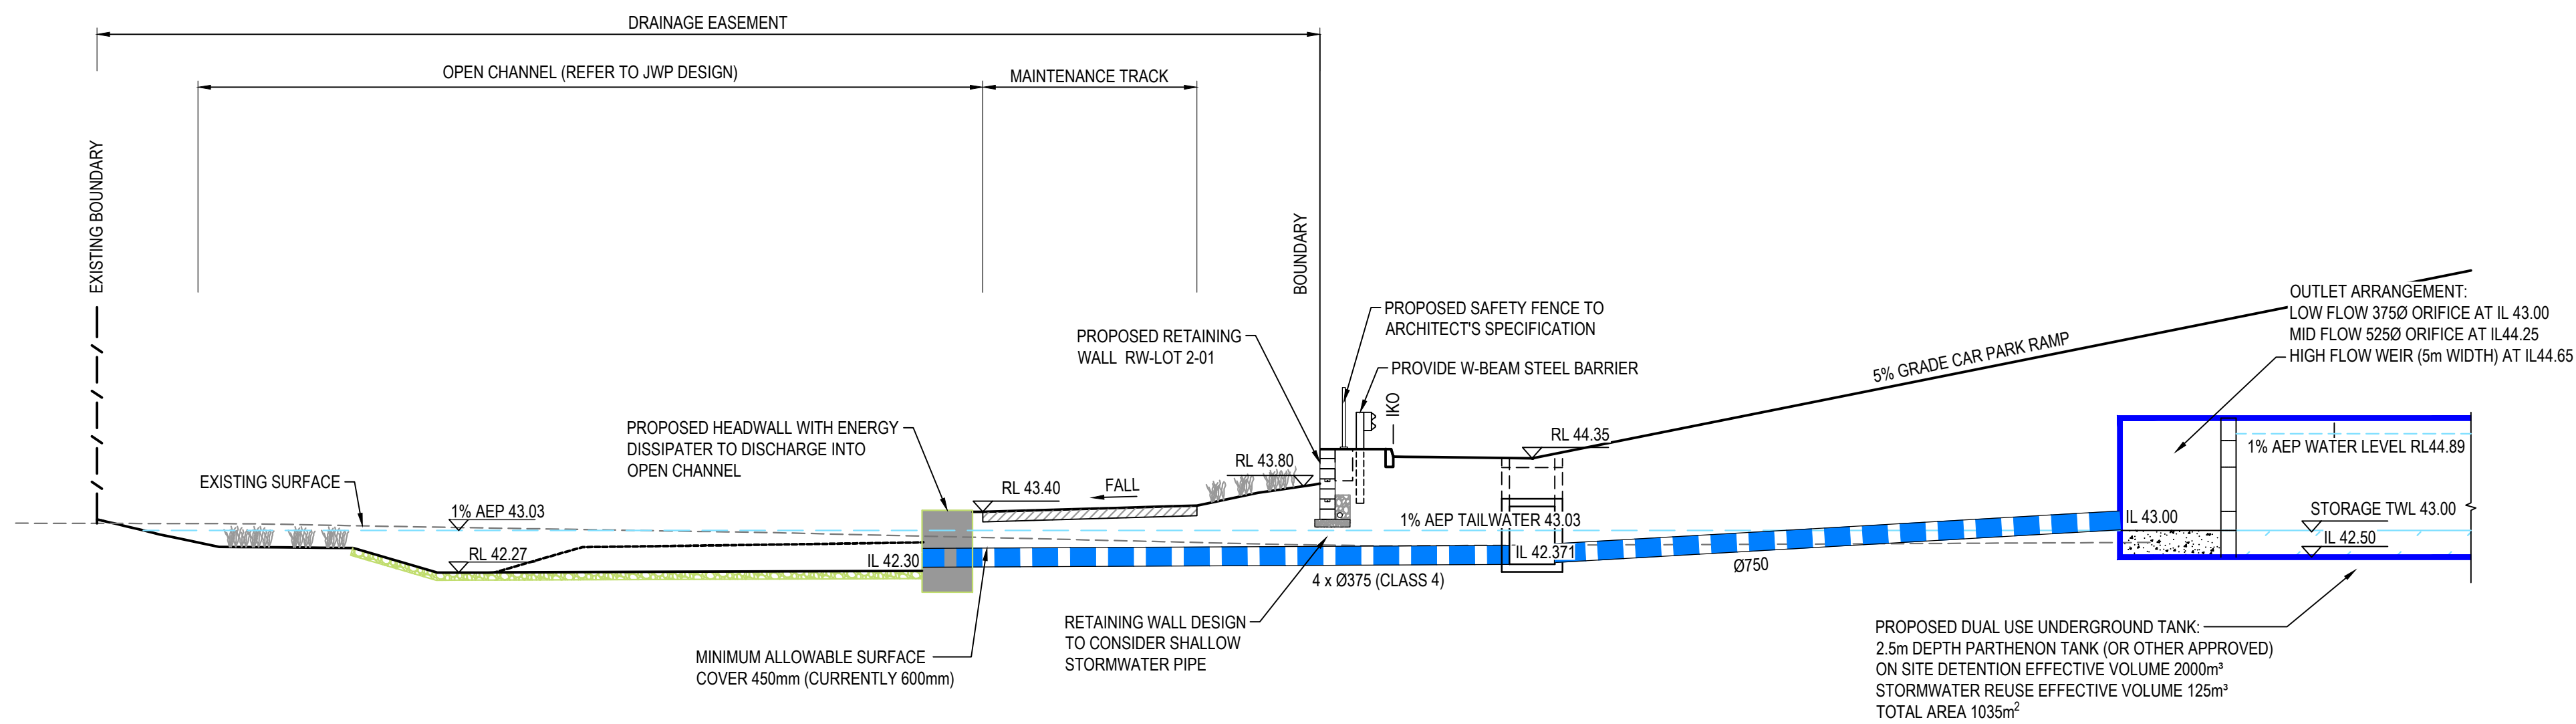 DRAINAGE EASEMENT
OPEN CHANNEL (REFER TO JWP DESIGN)
MAINTENANCE TRACK
EXISTING BOUNDARY
BOUNDARY
PROPOSED SAFETY FENCE TO
ARCHITECT'S SPECIFICATION
PROPOSED RETAINING
WALL RW-LOT 2-01
PROVIDE W-BEAM STEEL BARRIER
IKO
5% GRADE CAR PARK RAMP
OUTLET ARRANGEMENT:
LOW FLOW 375Ø ORIFICE AT IL 43.00
MID FLOW 525Ø ORIFICE AT IL44.25
HIGH FLOW WEIR (5m WIDTH) AT IL44.65
PROPOSED HEADWALL WITH ENERGY
DISSIPATER TO DISCHARGE INTO
OPEN CHANNEL
RL 44.35
1% AEP WATER LEVEL RL44.89
RL 43.80
EXISTING SURFACE
RL 43.40
FALL
1% AEP 43.03
1% AEP TAILWATER 43.03
STORAGE TWL 43.00
IL 43.00
IL 42.50
RL 42.27
IL 42.30
IL 42.371
Ø750
4 x Ø375 (CLASS 4)
RETAINING WALL DESIGN
TO CONSIDER SHALLOW
STORMWATER PIPE
MINIMUM ALLOWABLE SURFACE
COVER 450mm (CURRENTLY 600mm)
PROPOSED DUAL USE UNDERGROUND TANK:
2.5m DEPTH PARTHENON TANK (OR OTHER APPROVED)
ON SITE DETENTION EFFECTIVE VOLUME 2000m³
STORMWATER REUSE EFFECTIVE VOLUME 125m³
TOTAL AREA 1035m²